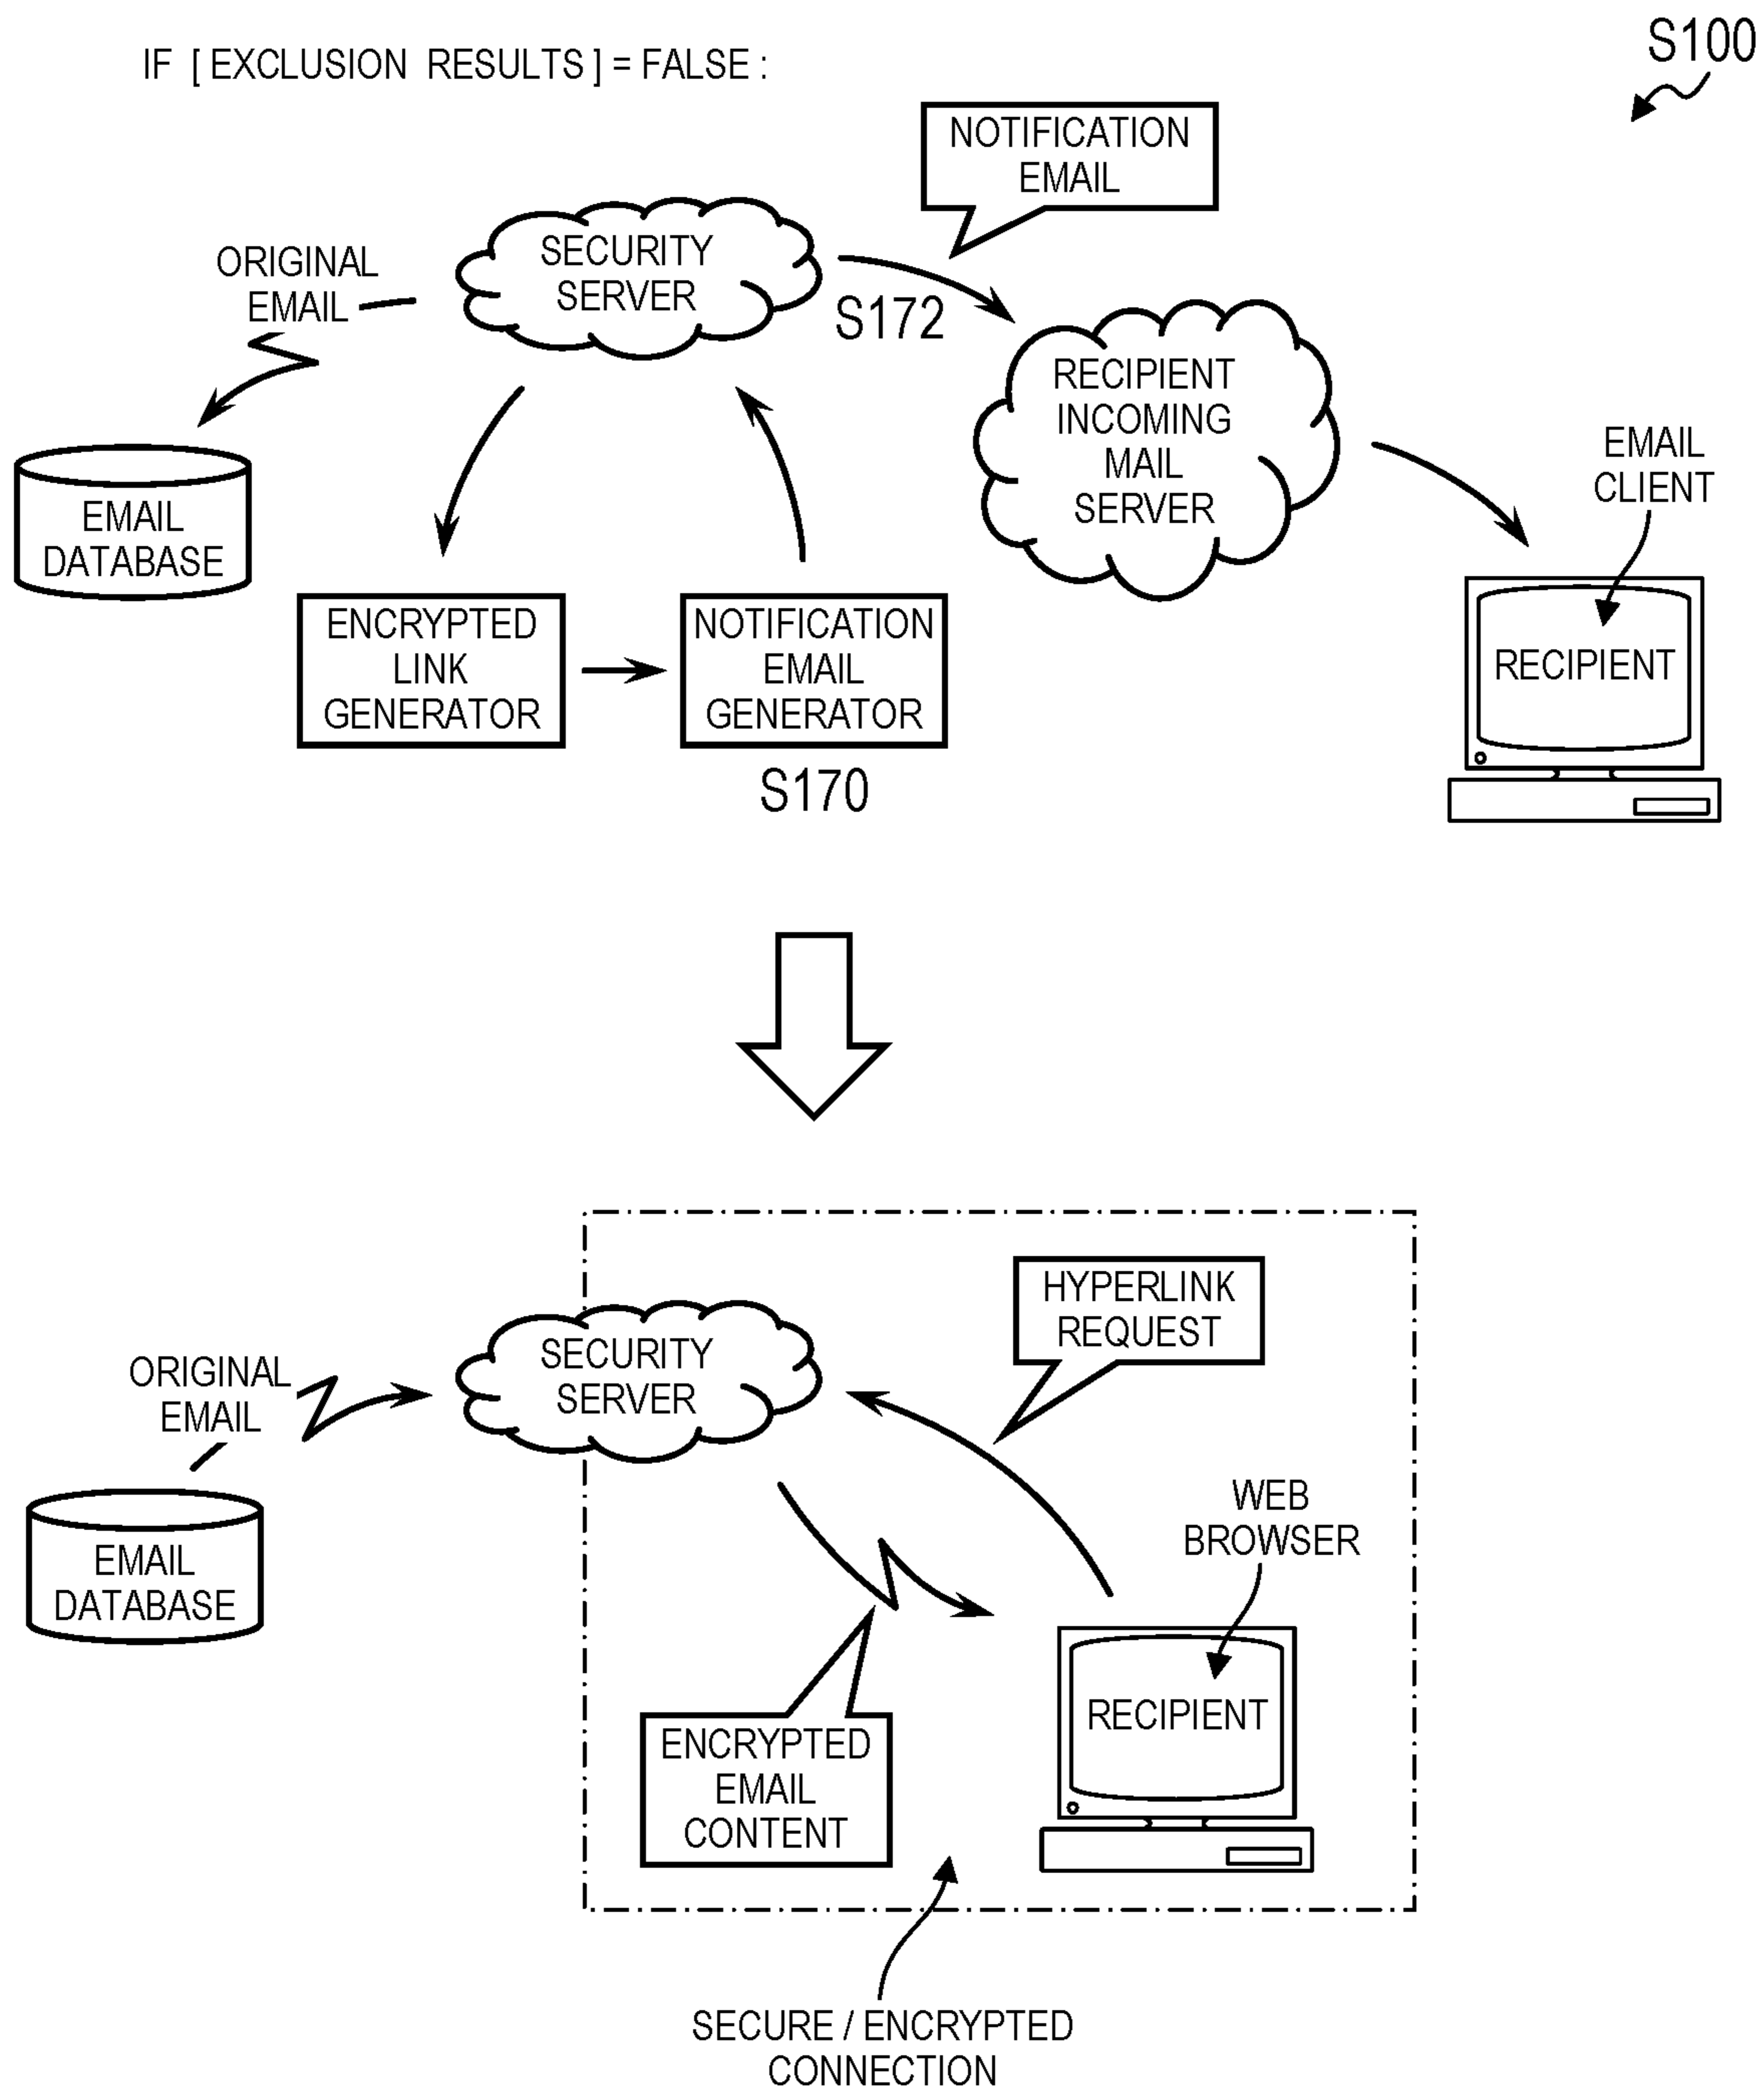 S100
IF [ EXCLUSION RESULTS ] = FALSE :
NOTIFICATION
EMAIL
SECURITY
SERVER
ORIGINAL
EMAIL
S172
RECIPIENT
INCOMING
MAIL
SERVER
EMAIL
CLIENT
EMAIL
DATABASE
ENCRYPTED
LINK
GENERATOR
NOTIFICATION
EMAIL
GENERATOR
RECIPIENT
S170
HYPERLINK
REQUEST
SECURITY
SERVER
ORIGINAL
EMAIL
WEB
BROWSER
EMAIL
DATABASE
RECIPIENT
ENCRYPTED
EMAIL
CONTENT
SECURE / ENCRYPTED
CONNECTION